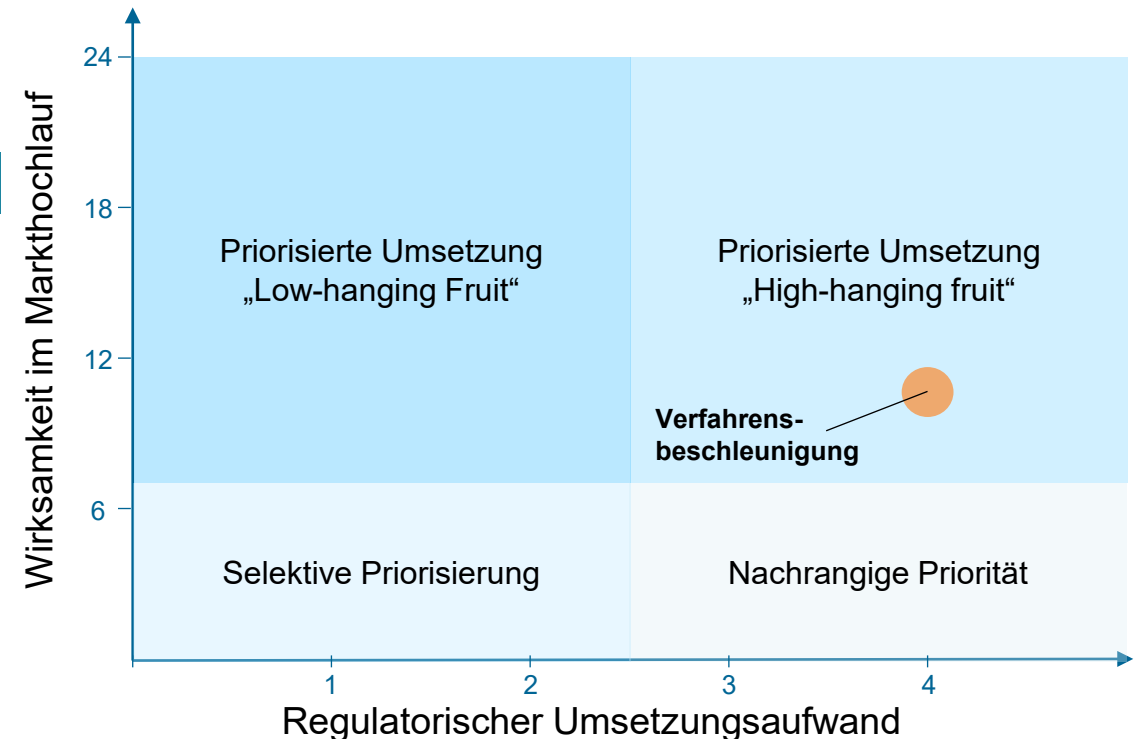 Wirksamkeit im Markthochlauf
24
18
12
6
Priorisierte Umsetzung
„Low-hanging Fruit“
Priorisierte Umsetzung
„High-hanging fruit“
Verfahrens-
beschleunigung
Selektive Priorisierung
Nachrangige Priorität
1
2
3
4
Regulatorischer Umsetzungsaufwand